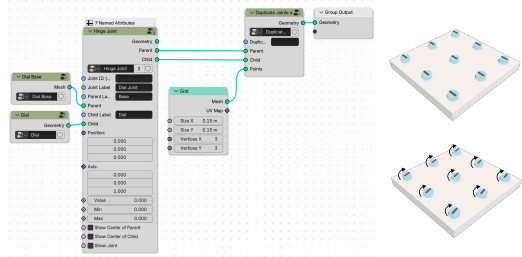 7 Named Attributes
Hinge Joint
Geometry
Parent
Child
Hinge Joint
2
Joint ID (...
Joint Label
Dial Joint
Parent La...
Base
Parent
Child Label
Dial
Child
Position:
0.000
0.000
0.000
Axis:
0.000
0.000
1.000
Value
0.000
Min
0.000
Max
0.000
Show Center of Parent
Show Center of Child
Show Joint
Dial Base
Mesh
Dial Base
Dial
Geometry
Dial
Grid
Mesh
UV Map
Size X
0.15 m
Size Y
0.15 m
Vertices X
3
Vertices Y
3
Duplicate Joints o...
Geometry
Duplicat...
Duplic...
Parent
Child
Points
Group Output
Geometry